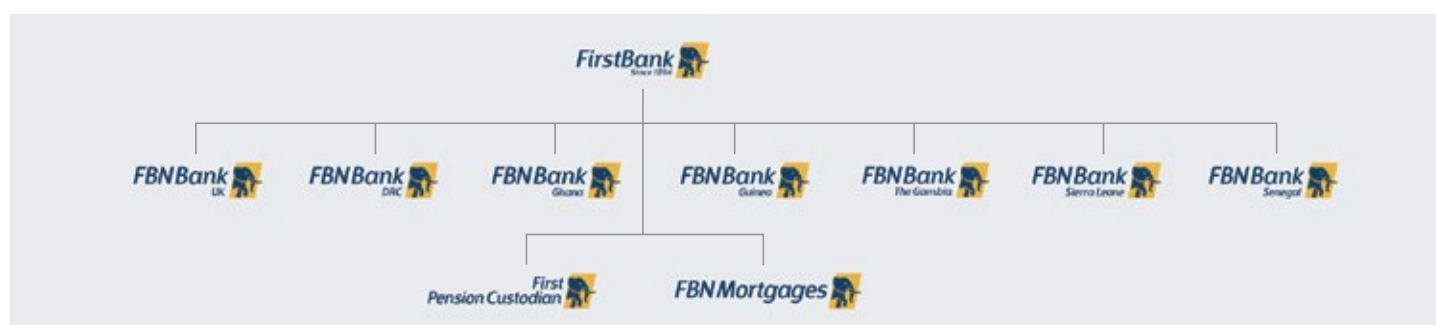 FirstBank
Since 1894
FBNBank
UK
FBNBank
DRC
FBNBank
Ghana
FBNBank
Guinea
FBNBank
The Gambia
FBNBank
Sierra Leone
FBNBank
Senegal
First
Pension Custodian
FBNMortgages